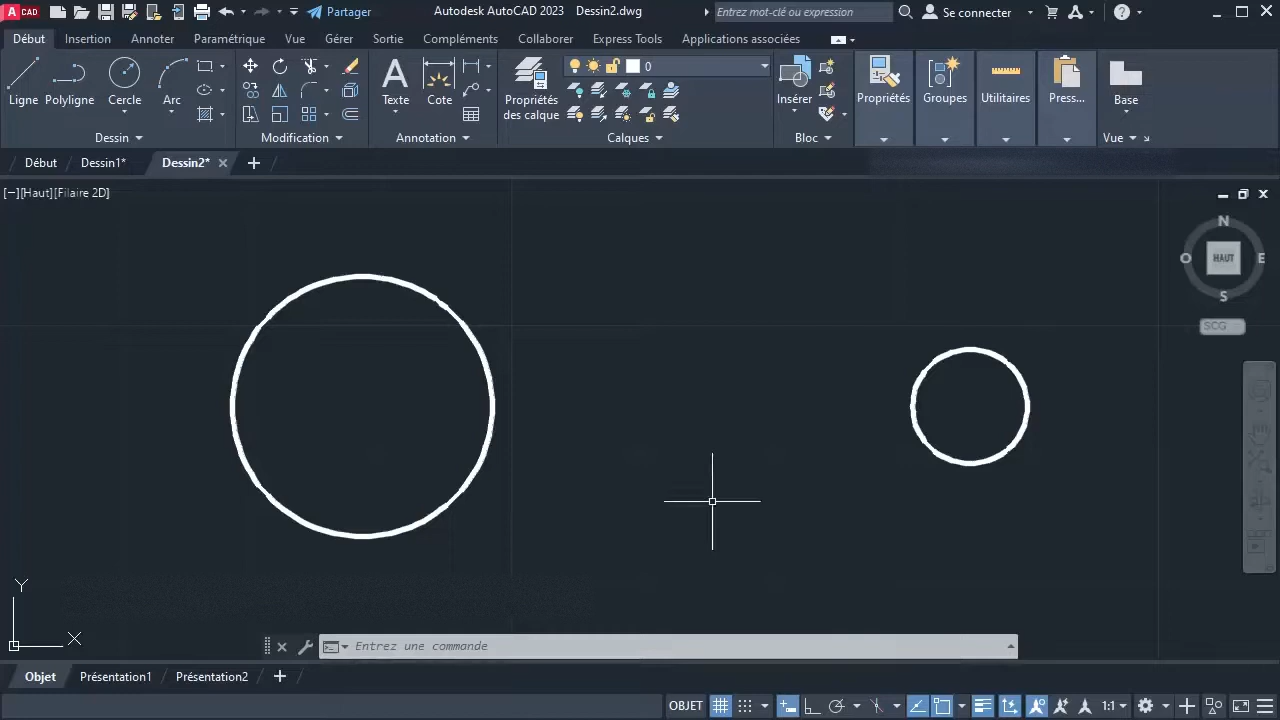 A CAD
Partager
Autodesk AutoCAD 2023 Dessin2.dwg
Entrez mot-clé ou expression
Se connecter
Début Insertion Annoter Paramétrique Vue Gérer Sortie Compléments Collaborer Express Tools Applications associées
0
Ligne Polyligne Cercle Arc Texte Cote Propriétés des calque Insérer Propriétés Groupes Utilitaires Press... Base
Dessin Modification Annotation Calques Bloc Vue
Début Dessin1* Dessin2*
[−][Haut][Filaire 2D]
N
O HAUT E
S
SCG
Y
X
Entrez une commande
Objet Présentation1 Présentation2
OBJET 1:1